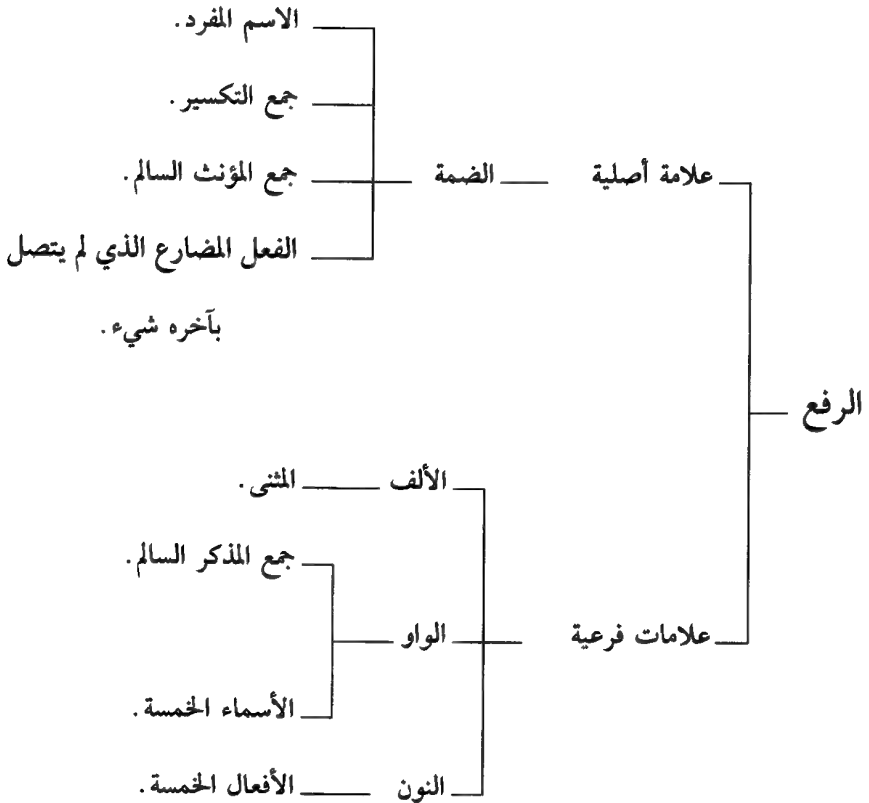 الرفع
علامة أصلية
الضمة
الاسم المفرد.
جمع التكسير.
جمع المؤنث السالم.
الفعل المضارع الذي لم يتصل
بآخره شيء.
علامات فرعية
الألف
المثنى.
الواو
جمع المذكر السالم.
الأسماء الخمسة.
النون
الأفعال الخمسة.